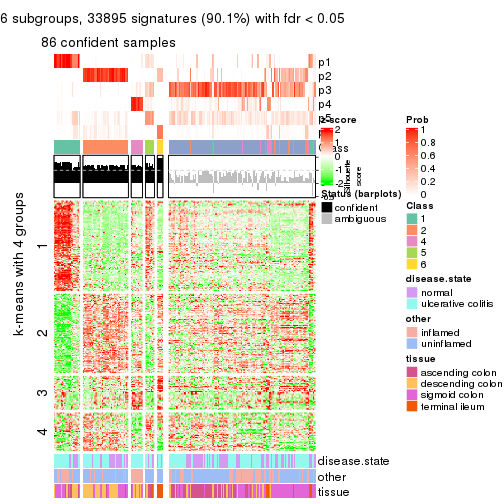 6 subgroups, 33895 signatures (90.1%) with fdr < 0.05
86 confident samples
p1
p2
p3
p4
p5
z-score
2
1
0
-1
-2
Silhouette
score
Prob
1
0.8
0.6
0.4
0.2
0
Status (barplots)
confident
ambiguous
Class
1
2
4
5
6
disease.state
normal
ulcerative colitis
other
inflamed
uninflamed
tissue
ascending colon
descending colon
sigmoid colon
terminal ileum
k-means with 4 groups
1
2
3
4
disease.state
other
tissue